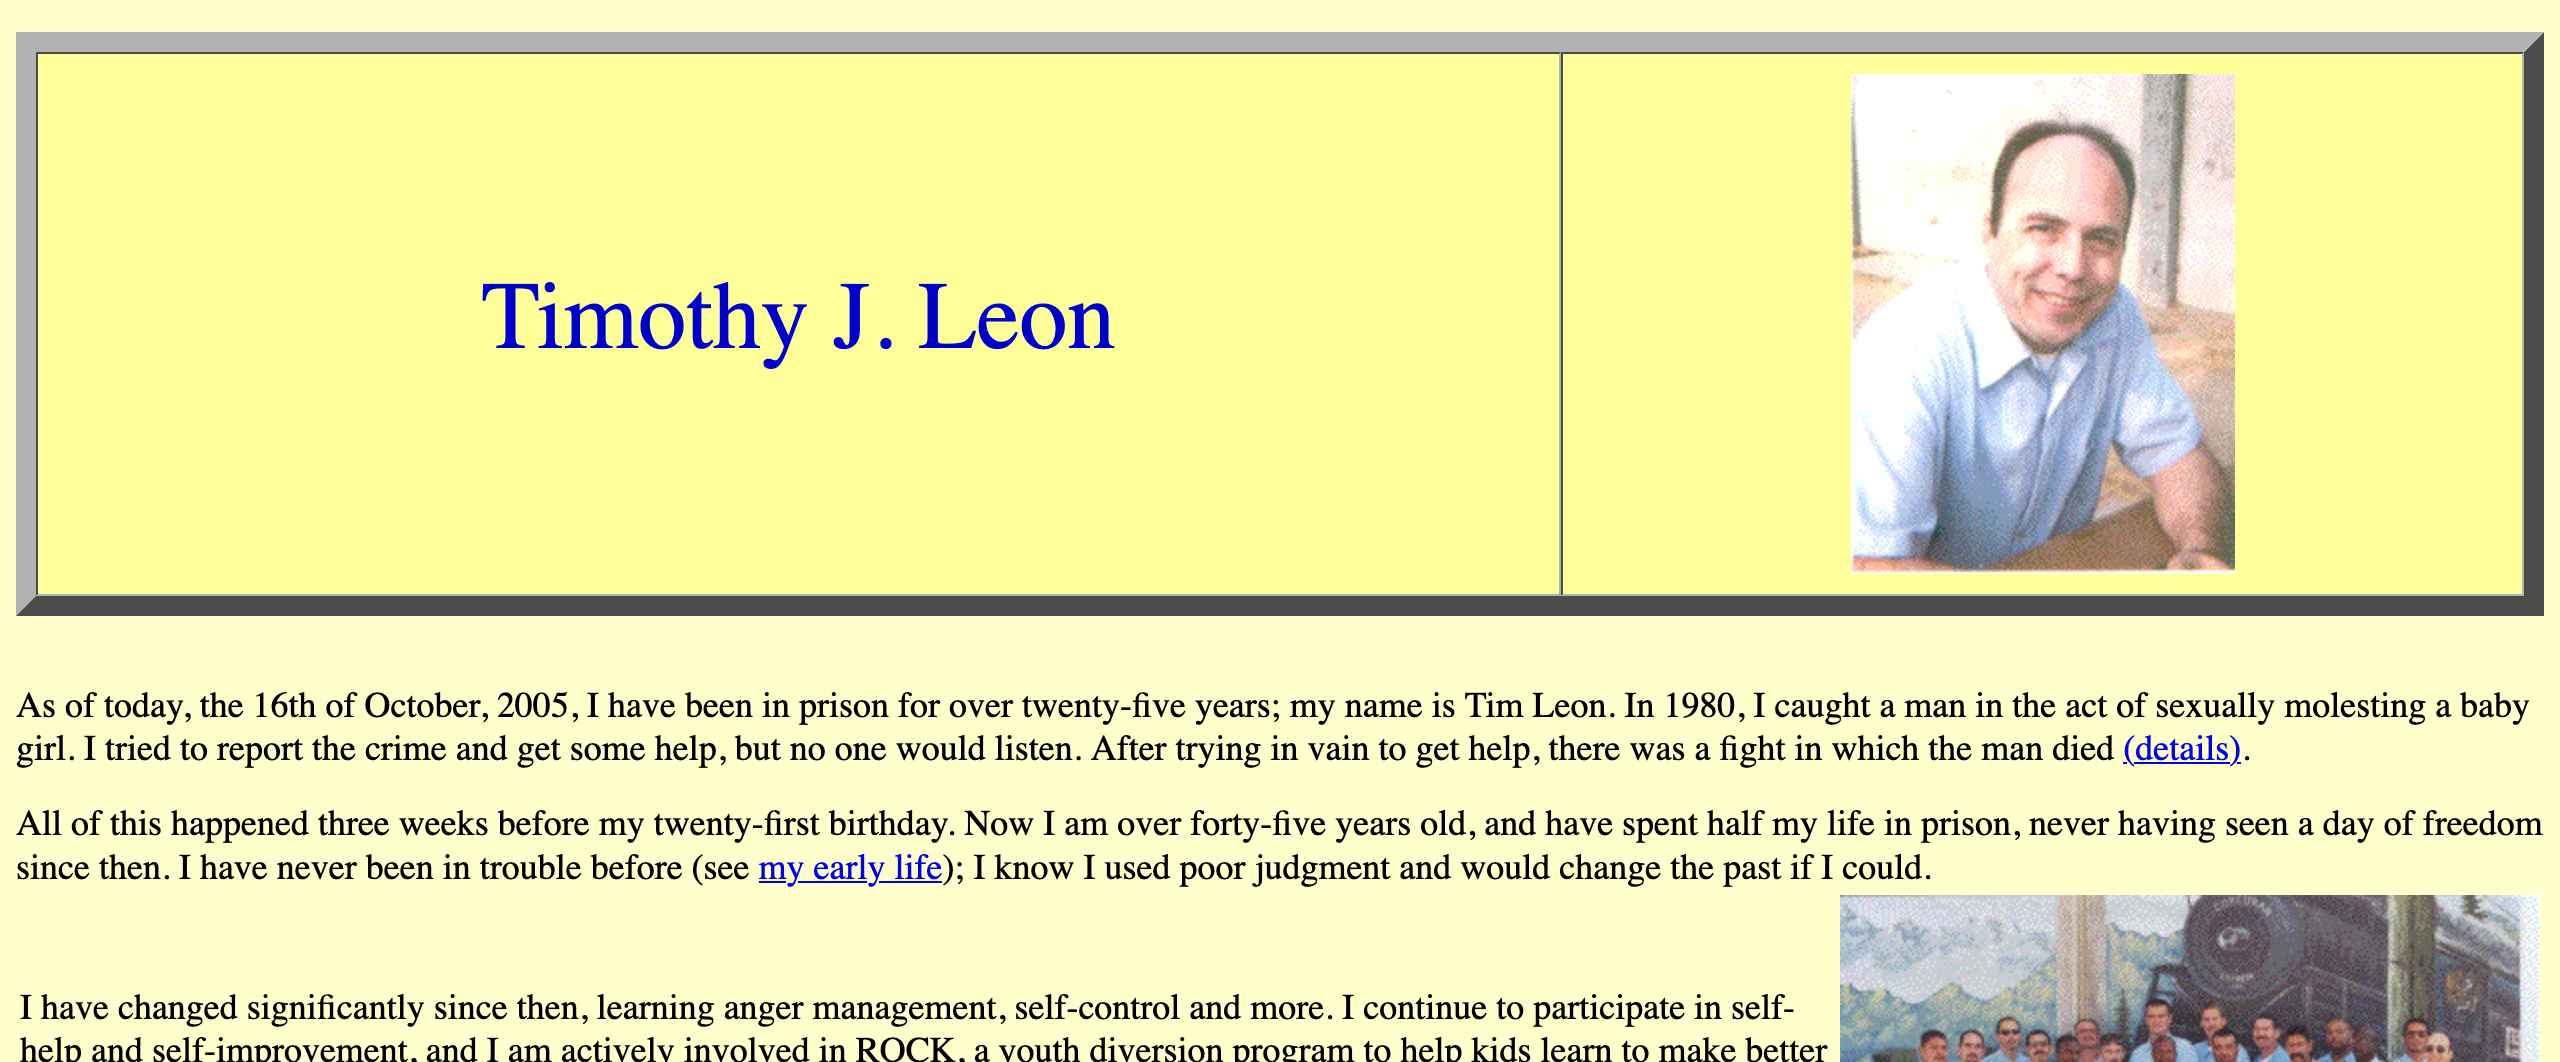 Timothy J. Leon
As of today, the 16th of October, 2005, I have been in prison for over twenty-five years; my name is Tim Leon. In 1980, I caught a man in the act of sexually molesting a baby
girl. I tried to report the crime and get some help, but no one would listen. After trying in vain to get help, there was a fight in which the man died (details).
All of this happened three weeks before my twenty-first birthday. Now I am over forty-five years old, and have spent half my life in prison, never having seen a day of freedom
since then. I have never been in trouble before (see my early life); I know I used poor judgment and would change the past if I could.
I have changed significantly since then, learning anger management, self-control and more. I continue to participate in self-
help and self-improvement, and I am actively involved in ROCK, a youth diversion program to help kids learn to make better